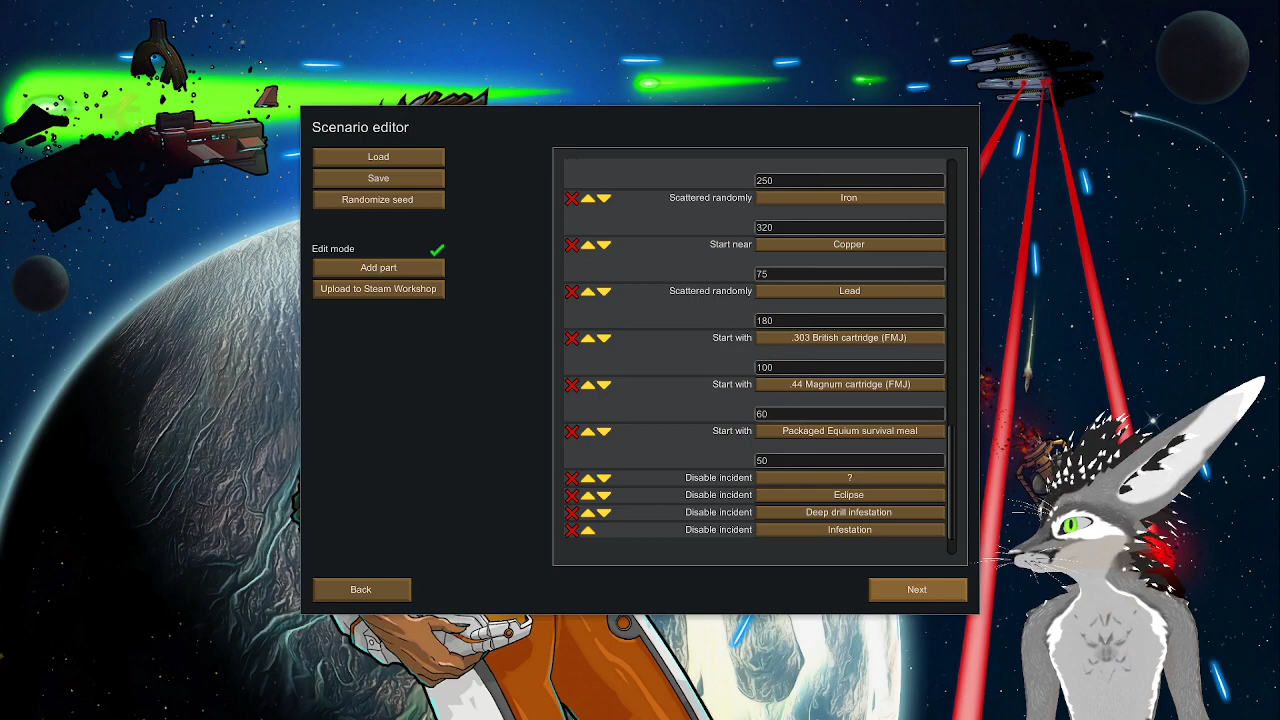 Scenario editor
Load
Save
Randomize seed
Edit mode
Add part
Upload to Steam Workshop
250
Scattered randomly Iron
320
Start near Copper
75
Scattered randomly Lead
180
Start with .303 British cartridge (FMJ)
100
Start with .44 Magnum cartridge (FMJ)
60
Start with Packaged Equium survival meal
50
Disable incident ?
Disable incident Eclipse
Disable incident Deep drill infestation
Disable incident Infestation
Back Next